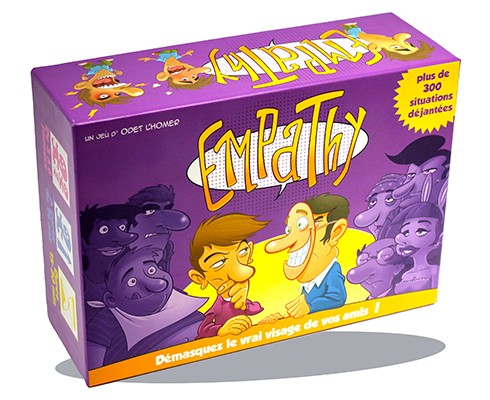 EMPATHY
plus de
300
situations
déjantées
UN JEU D'ODET L'HOMER
EMPATHY
Démasquez le vrai visage de vos amis !